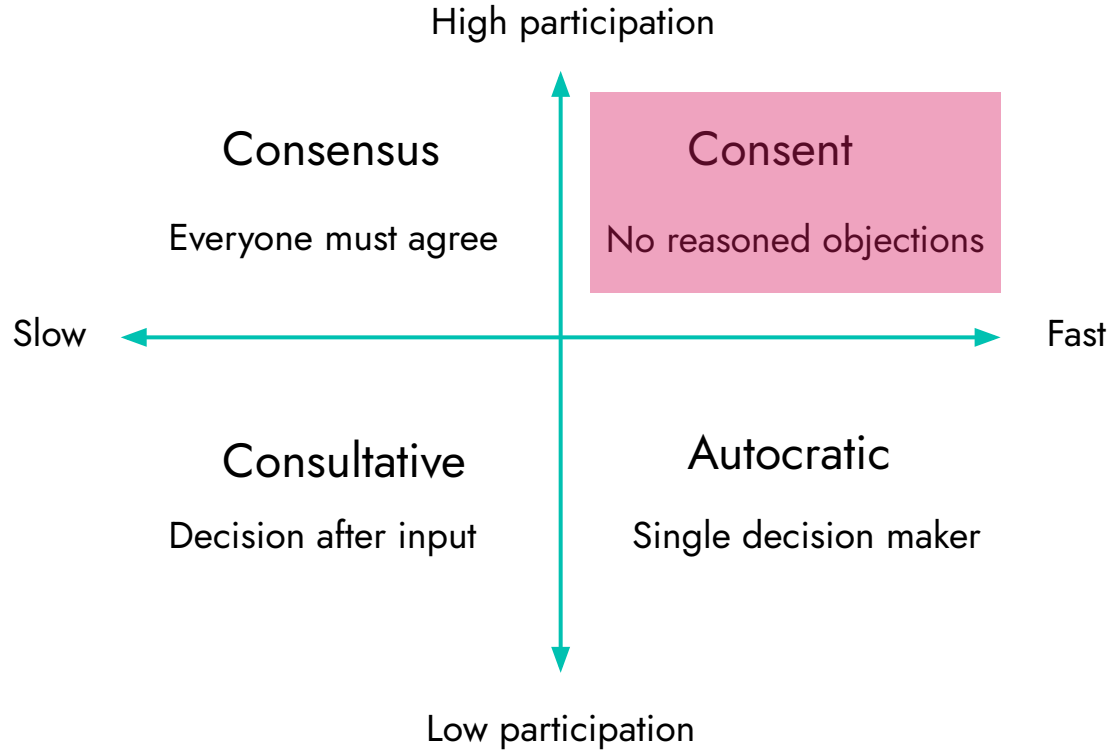 High participation
Consensus
Consent
Everyone must agree
No reasoned objections
Slow
Fast
Consultative
Autocratic
Decision after input
Single decision maker
Low participation